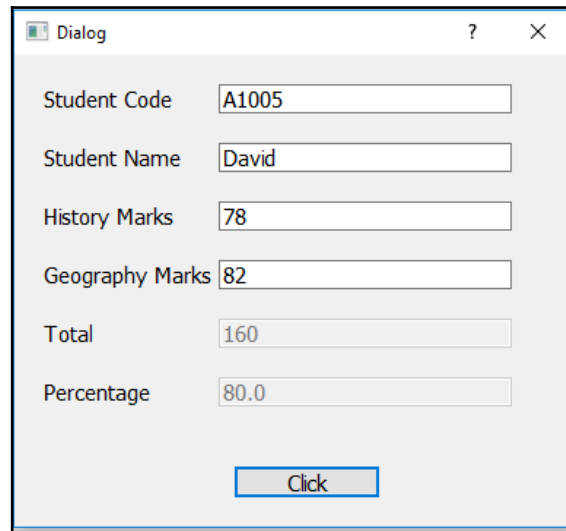 Dialog ?
Student Code A1005
Student Name David
History Marks 78
Geography Marks 82
Total 160
Percentage 80.0
Click